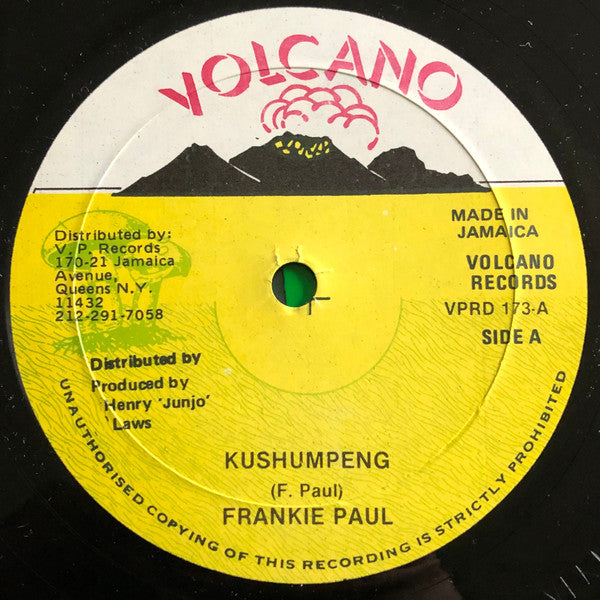 VOLCANO
Distributed by:
V. P. Records
170-21 Jamaica
Avenue,
Queens N.Y.
11432
212-291-7058
Distributed by
Produced by
Henry 'Junjo'
Laws
MADE IN
JAMAICA
VOLCANO
RECORDS
VPRD 173-A
SIDE A
KUSHUMPENG
(F. Paul)
FRANKIE PAUL
UNAUTHORISED COPYING OF THIS RECORDING IS STRICTLY PROHIBITED